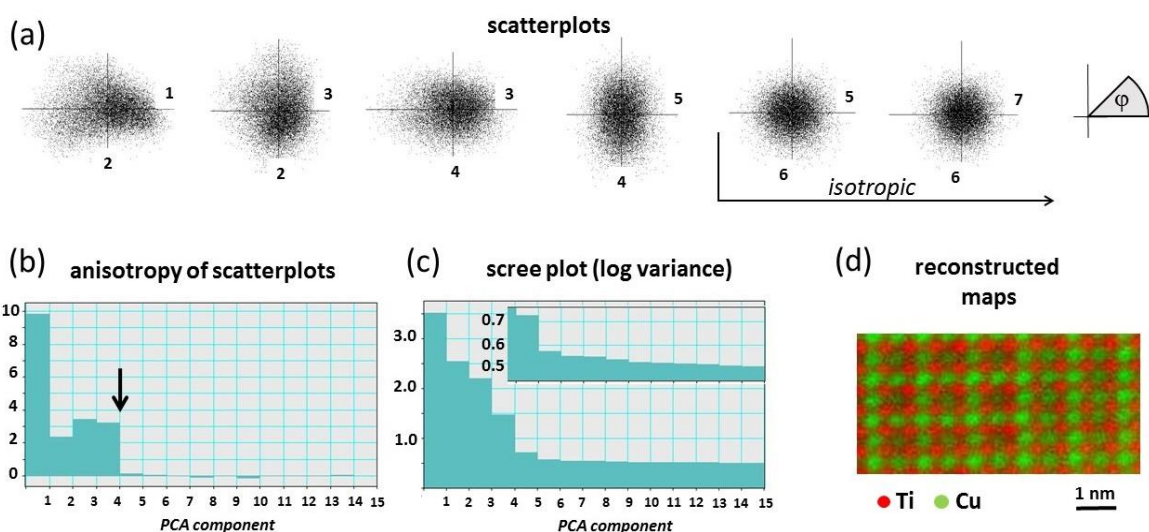 scatterplots
(a)
1
2
3
2
3
4
5
4
5
6
7
6
φ
isotropic
(b)
anisotropy of scatterplots
10
8
6
4
2
0
1 2 3 4 5 6 7 8 9 10 11 12 13 14 15
PCA component
(c)
scree plot (log variance)
3.0
2.0
1.0
0.7
0.6
0.5
1 2 3 4 5 6 7 8 9 10 11 12 13 14 15
PCA component
(d)
reconstructed
maps
Ti Cu
1 nm